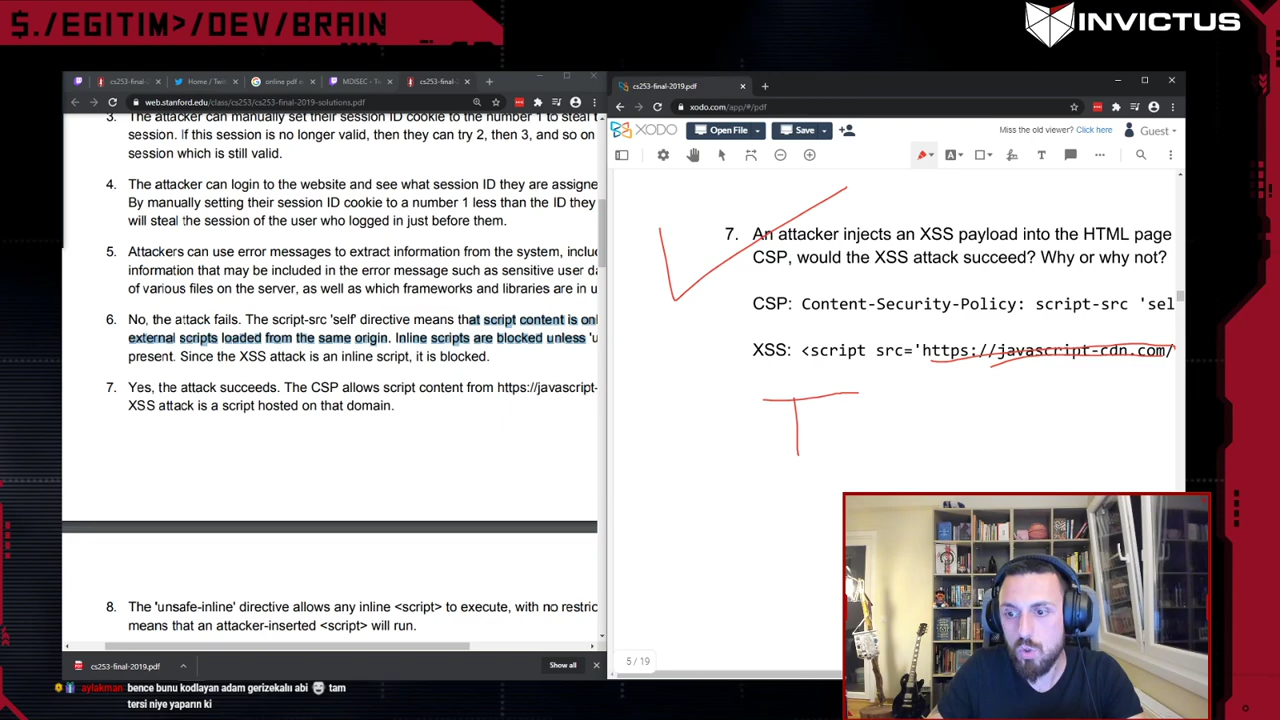 $./EGITIM>/DEV/BRAIN
INVICTUS
cs253-final-
Home / Twit
online pdf e
MDISEC - T
cs253-final-
web.stanford.edu/class/cs253/cs253-final-2019-solutions.pdf
3. The attacker can manually set their session ID cookie to the number 1 to steal t
session. If this session is no longer valid, then they can try 2, then 3, and so on
session which is still valid.
4. The attacker can login to the website and see what session ID they are assigne
By manually setting their session ID cookie to a number 1 less than the ID they
will steal the session of the user who logged in just before them.
5. Attackers can use error messages to extract information from the system, inclu
information that may be included in the error message such as sensitive user da
of various files on the server, as well as which frameworks and libraries are in u
6. No, the attack fails. The script-src 'self' directive means that script content is onl
external scripts loaded from the same origin. Inline scripts are blocked unless 'u
present. Since the XSS attack is an inline script, it is blocked.
7. Yes, the attack succeeds. The CSP allows script content from https://javascript-
XSS attack is a script hosted on that domain.
8. The 'unsafe-inline' directive allows any inline <script> to execute, with no restric
means that an attacker-inserted <script> will run.
cs253-final-2019.pdf
Show all
cs253-final-2019.pdf
xodo.com/app/#/pdf
XODO
Open File
Save
Miss the old viewer? Click here
Guest
7. An attacker injects an XSS payload into the HTML page
CSP, would the XSS attack succeed? Why or why not?
CSP: Content-Security-Policy: script-src 'sel
XSS: <script src='https://javascript-cdn.com/
T
5 / 19
aylakman bence bunu kodlayan adam gerizekalıı abi tam
tersi niye yaparın ki